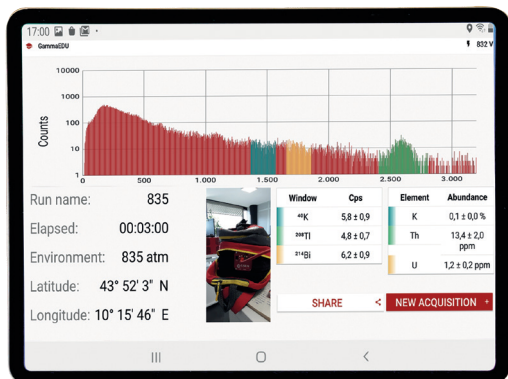 17:00
GammaEDU
832 V
10000
1000
100
10
1
Counts
0 500 1.000 1.500 2.000 2.500 3.000
Run name: 835
Elapsed: 00:03:00
Environment: 835 atm
Latitude: 43° 52' 3" N
Longitude: 10° 15' 46" E
Window Cps
⁴⁰K 5,8 ± 0,9
²⁰⁸Tl 4,8 ± 0,7
²¹⁴Bi 6,2 ± 0,9
Element Abundance
K 0,1 ± 0,0 %
Th 13,4 ± 2,0
ppm
U 1,2 ± 0,2 ppm
SHARE
NEW ACQUISITION +